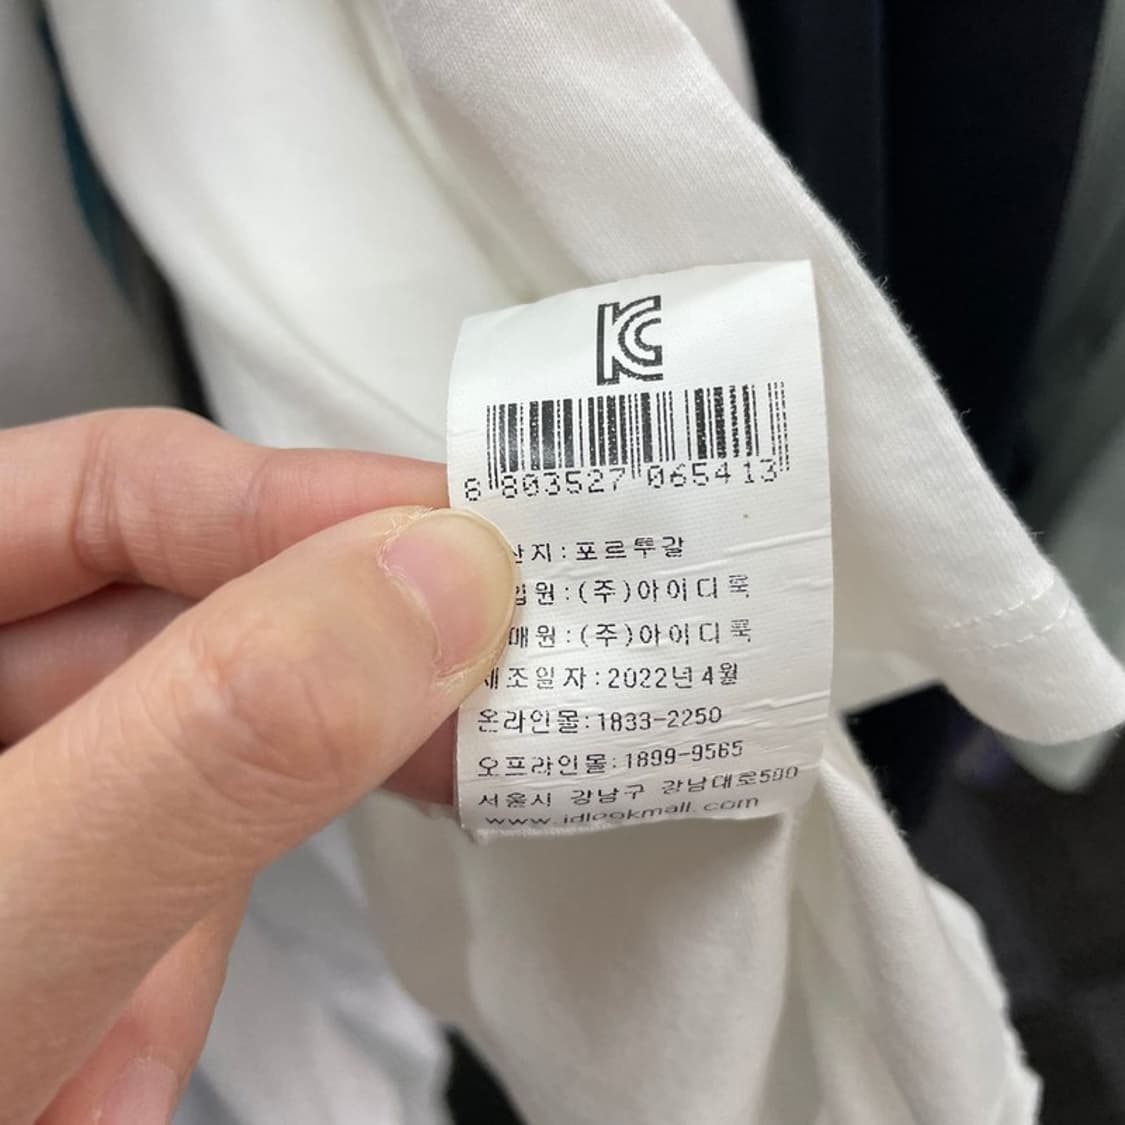 KC
8 803527 065413
산지:포르투갈
입원:(주)아이디룩
매원:(주)아이디룩
제조일자:2022년4월
온라인몰:1833-2250
오프라인몰:1899-9565
서울시 강남구 강남대로500
www.idlookmall.com